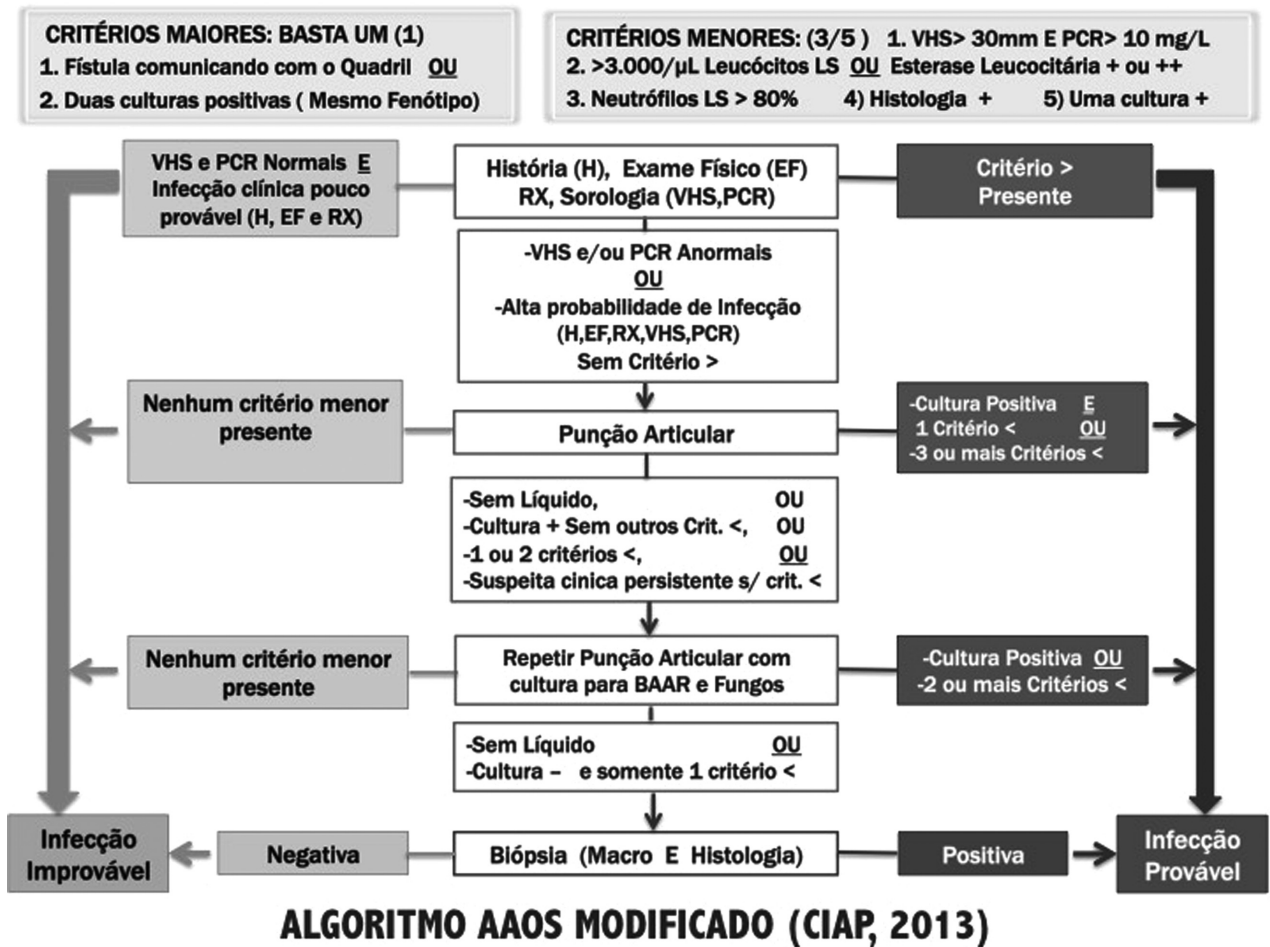 CRITÉRIOS MAIORES: BASTA UM (1)
1. Fístula comunicando com o Quadril OU
2. Duas culturas positivas ( Mesmo Fenótipo)
CRITÉRIOS MENORES: (3/5 ) 1. VHS> 30mm E PCR> 10 mg/L
2. >3.000/µL Leucócitos LS OU Esterase Leucocitária + ou ++
3. Neutrófilos LS > 80% 4) Histologia + 5) Uma cultura +
VHS e PCR Normais E
Infecção clínica pouco
provável (H, EF e RX)
História (H), Exame Físico (EF)
RX, Sorologia (VHS,PCR)
Critério >
Presente
-VHS e/ou PCR Anormais
OU
-Alta probabilidade de Infecção
(H,EF,RX,VHS,PCR)
Sem Critério >
Nenhum critério menor
presente
Punção Articular
-Cultura Positiva E
1 Critério < OU
-3 ou mais Critérios <
-Sem Líquido, OU
-Cultura + Sem outros Crit. <, OU
-1 ou 2 critérios <, OU
-Suspeita cinica persistente s/ crit. <
Nenhum critério menor
presente
Repetir Punção Articular com
cultura para BAAR e Fungos
-Cultura Positiva OU
-2 ou mais Critérios <
-Sem Líquido OU
-Cultura – e somente 1 critério <
Infecção
Improvável
Negativa
Biópsia (Macro E Histologia)
Positiva
Infecção
Provável
ALGORITMO AAOS MODIFICADO (CIAP, 2013)